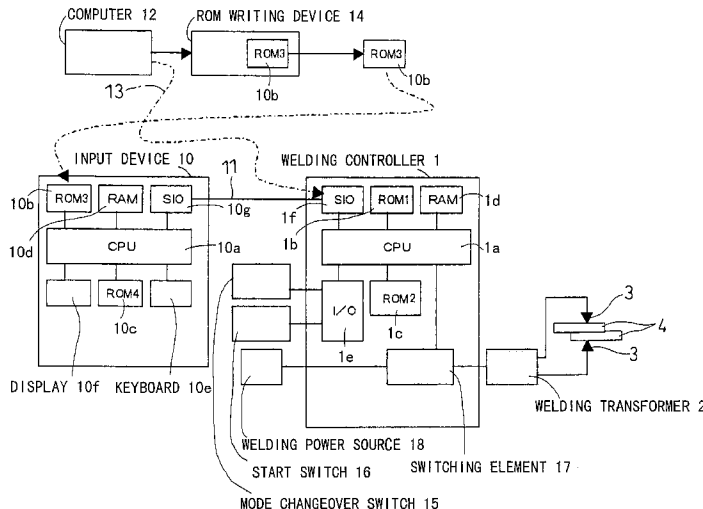 COMPUTER 12
ROM WRITING DEVICE 14
ROM3
10b
ROM3
10b
13
INPUT DEVICE 10
11
WELDING CONTROLLER 1
10b
ROM3
RAM
SIO
10g
10d
SIO
1f
ROM1
1b
RAM
1d
CPU
10a
CPU
1a
ROM4
10c
I/O
1e
ROM2
1c
3
4
3
DISPLAY 10f
KEYBOARD 10e
WELDING TRANSFORMER 2
WELDING POWER SOURCE 18
SWITCHING ELEMENT 17
START SWITCH 16
MODE CHANGEOVER SWITCH 15